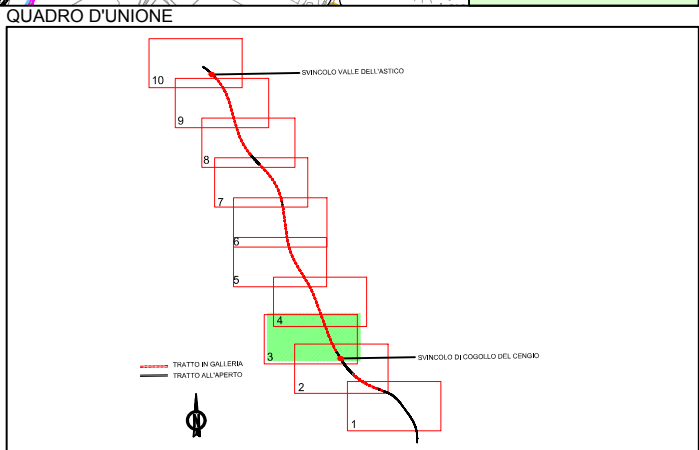 QUADRO D'UNIONE
10
SVINCOLO VALLE DELL'ASTICO
9
8
7
6
5
4
3
SVINCOLO DI COGOLLO DEL CENGIO
TRATTO IN GALLERIA
TRATTO ALL'APERTO
2
1
N